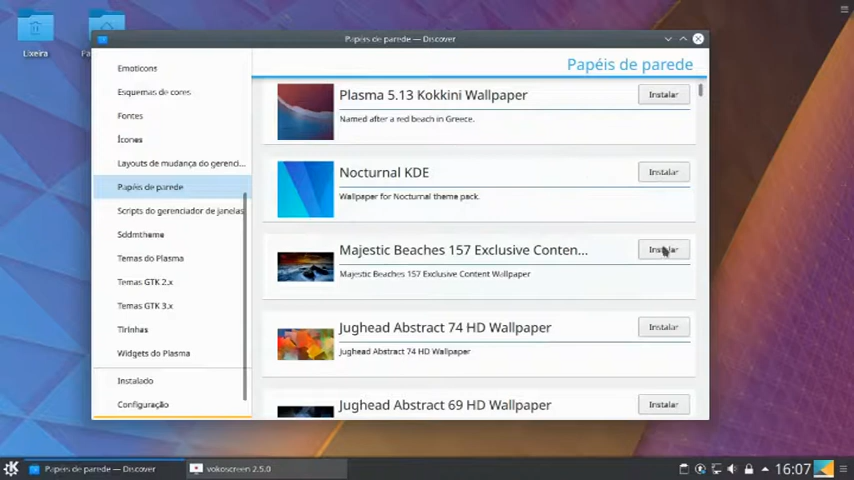 Lixeira
Papéis de parede — Discover
Emoticons
Esquemas de cores
Fontes
Ícones
Layouts de mudança do gerenci...
Papéis de parede
Scripts do gerenciador de janelas
Sddmtheme
Temas do Plasma
Temas GTK 2.x
Temas GTK 3.x
Tirinhas
Widgets do Plasma
Instalado
Configuração
Papéis de parede
Plasma 5.13 Kokkini Wallpaper
Instalar
Named after a red beach in Greece.
Nocturnal KDE
Instalar
Wallpaper for Nocturnal theme pack.
Majestic Beaches 157 Exclusive Conten...
Instalar
Majestic Beaches 157 Exclusive Content Wallpaper
Jughead Abstract 74 HD Wallpaper
Instalar
Jughead Abstract 74 HD Wallpaper
Jughead Abstract 69 HD Wallpaper
Instalar
Papéis de parede — Discover
vokoscreen 2.5.0
16:07